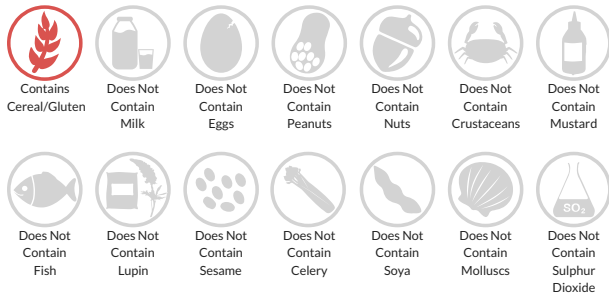 Contains
Cereal/Gluten
Does Not
Contain
Milk
Does Not
Contain
Eggs
Does Not
Contain
Peanuts
Does Not
Contain
Nuts
Does Not
Contain
Crustaceans
Does Not
Contain
Mustard
Does Not
Contain
Fish
Does Not
Contain
Lupin
Does Not
Contain
Sesame
Does Not
Contain
Celery
Does Not
Contain
Soya
Does Not
Contain
Molluscs
SO₂
Does Not
Contain
Sulphur
Dioxide